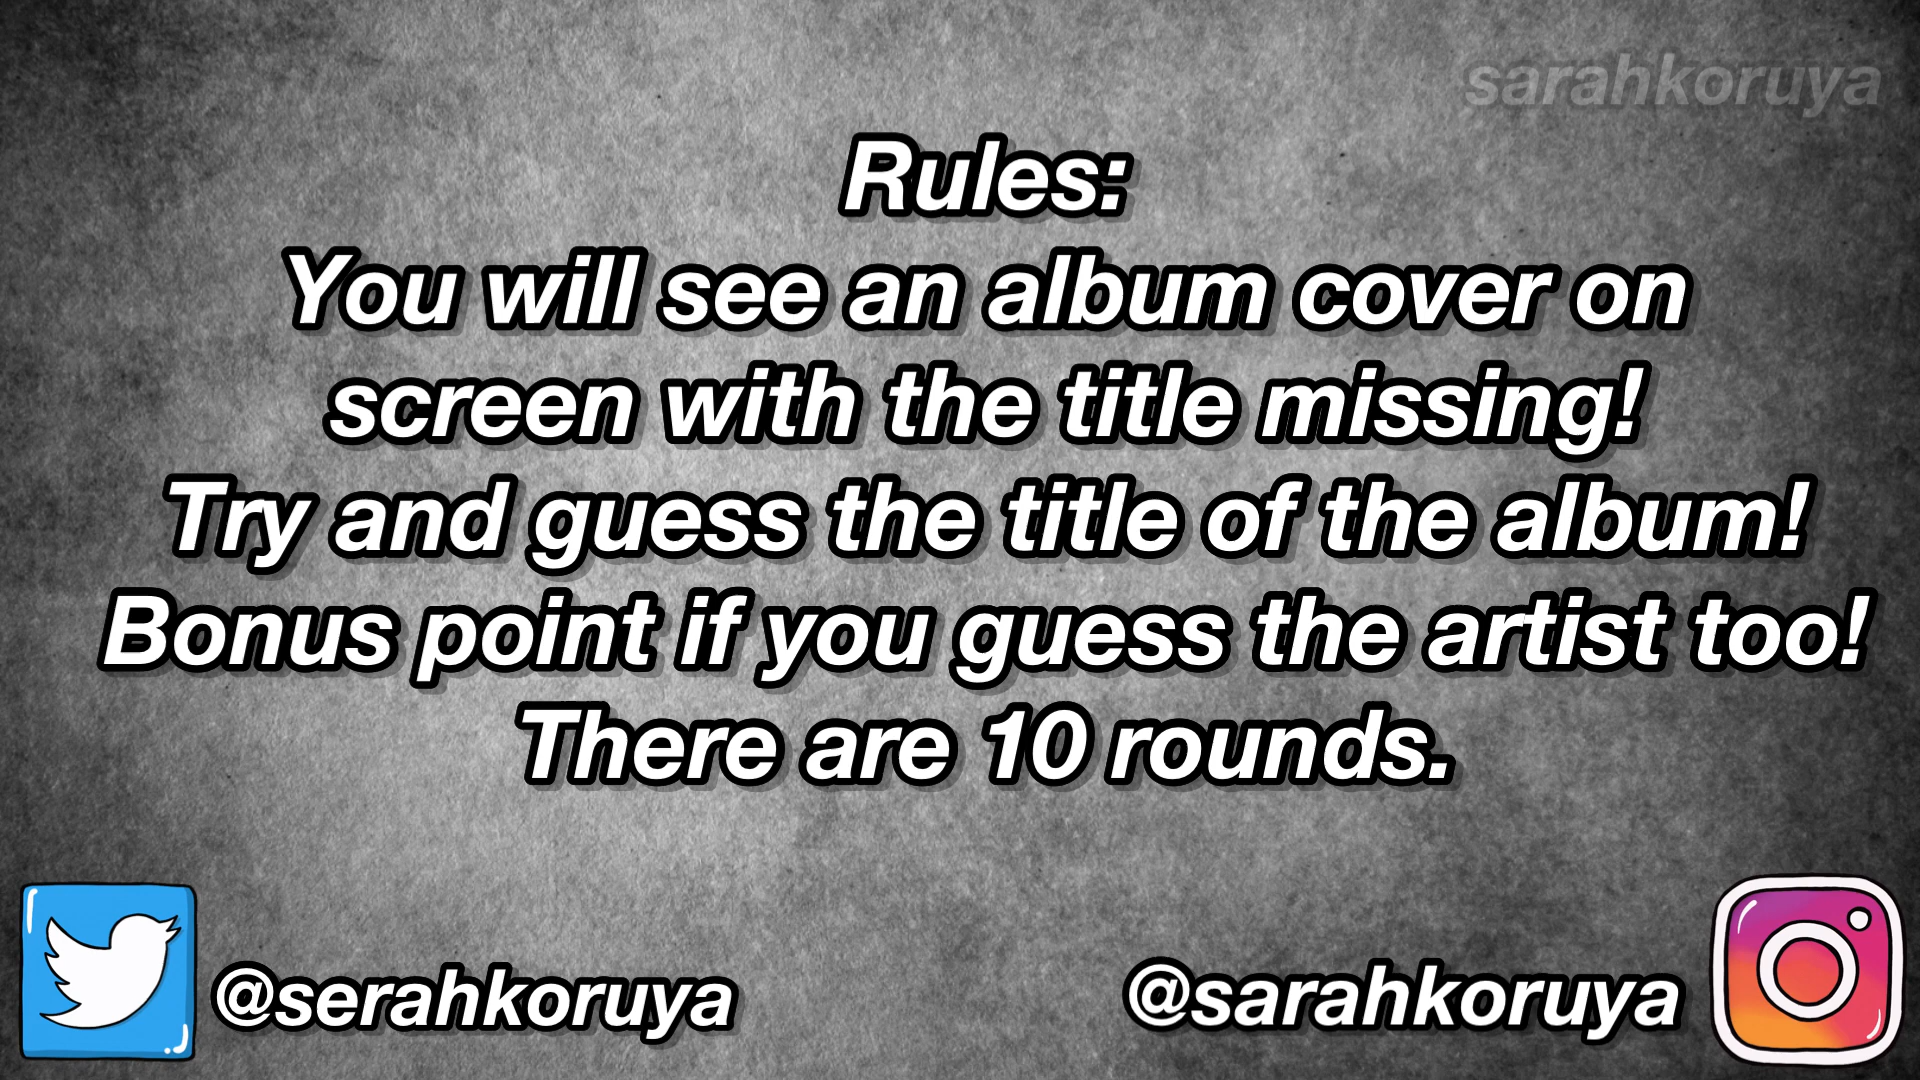 sarahkoruya
Rules:
You will see an album cover on
screen with the title missing!
Try and guess the title of the album!
Bonus point if you guess the artist too!
There are 10 rounds.
@serahkoruya
@sarahkoruya